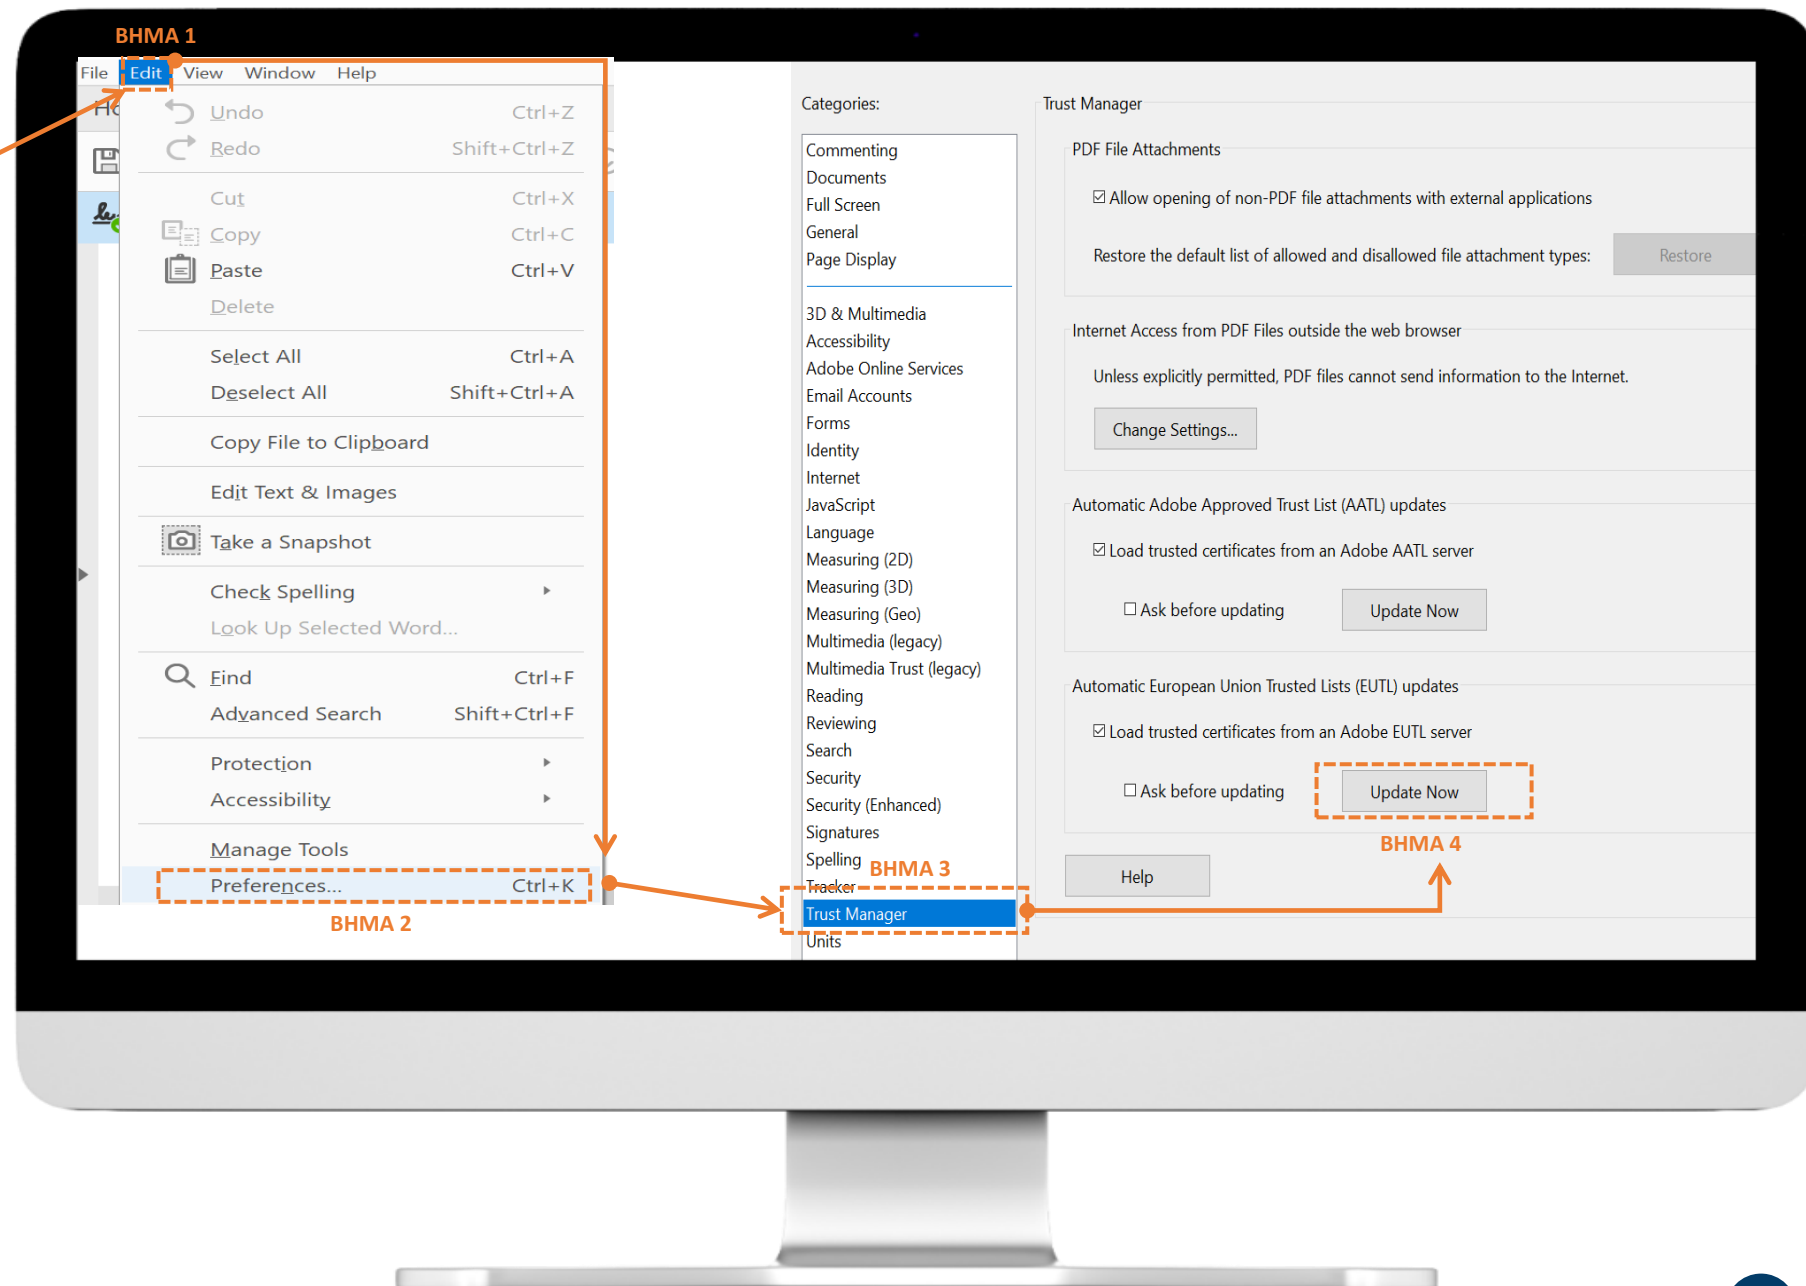 BHMA 1
File Edit View Window Help
Undo Ctrl+Z
Redo Shift+Ctrl+Z
Cut Ctrl+X
Copy Ctrl+C
Paste Ctrl+V
Delete
Select All Ctrl+A
Deselect All Shift+Ctrl+A
Copy File to Clipboard
Edit Text & Images
Take a Snapshot
Check Spelling
Look Up Selected Word...
Find Ctrl+F
Advanced Search Shift+Ctrl+F
Protection
Accessibility
Manage Tools
Preferences... Ctrl+K
BHMA 2
Categories:
Commenting
Documents
Full Screen
General
Page Display
3D & Multimedia
Accessibility
Adobe Online Services
Email Accounts
Forms
Identity
Internet
JavaScript
Language
Measuring (2D)
Measuring (3D)
Measuring (Geo)
Multimedia (legacy)
Multimedia Trust (legacy)
Reading
Reviewing
Search
Security
Security (Enhanced)
Signatures
Spelling
BHMA 3
Tracker
Trust Manager
Units
Trust Manager
PDF File Attachments
Allow opening of non-PDF file attachments with external applications
Restore the default list of allowed and disallowed file attachment types: Restore
Internet Access from PDF Files outside the web browser
Unless explicitly permitted, PDF files cannot send information to the Internet.
Change Settings...
Automatic Adobe Approved Trust List (AATL) updates
Load trusted certificates from an Adobe AATL server
Ask before updating Update Now
Automatic European Union Trusted Lists (EUTL) updates
Load trusted certificates from an Adobe EUTL server
Ask before updating Update Now
BHMA 4
Help